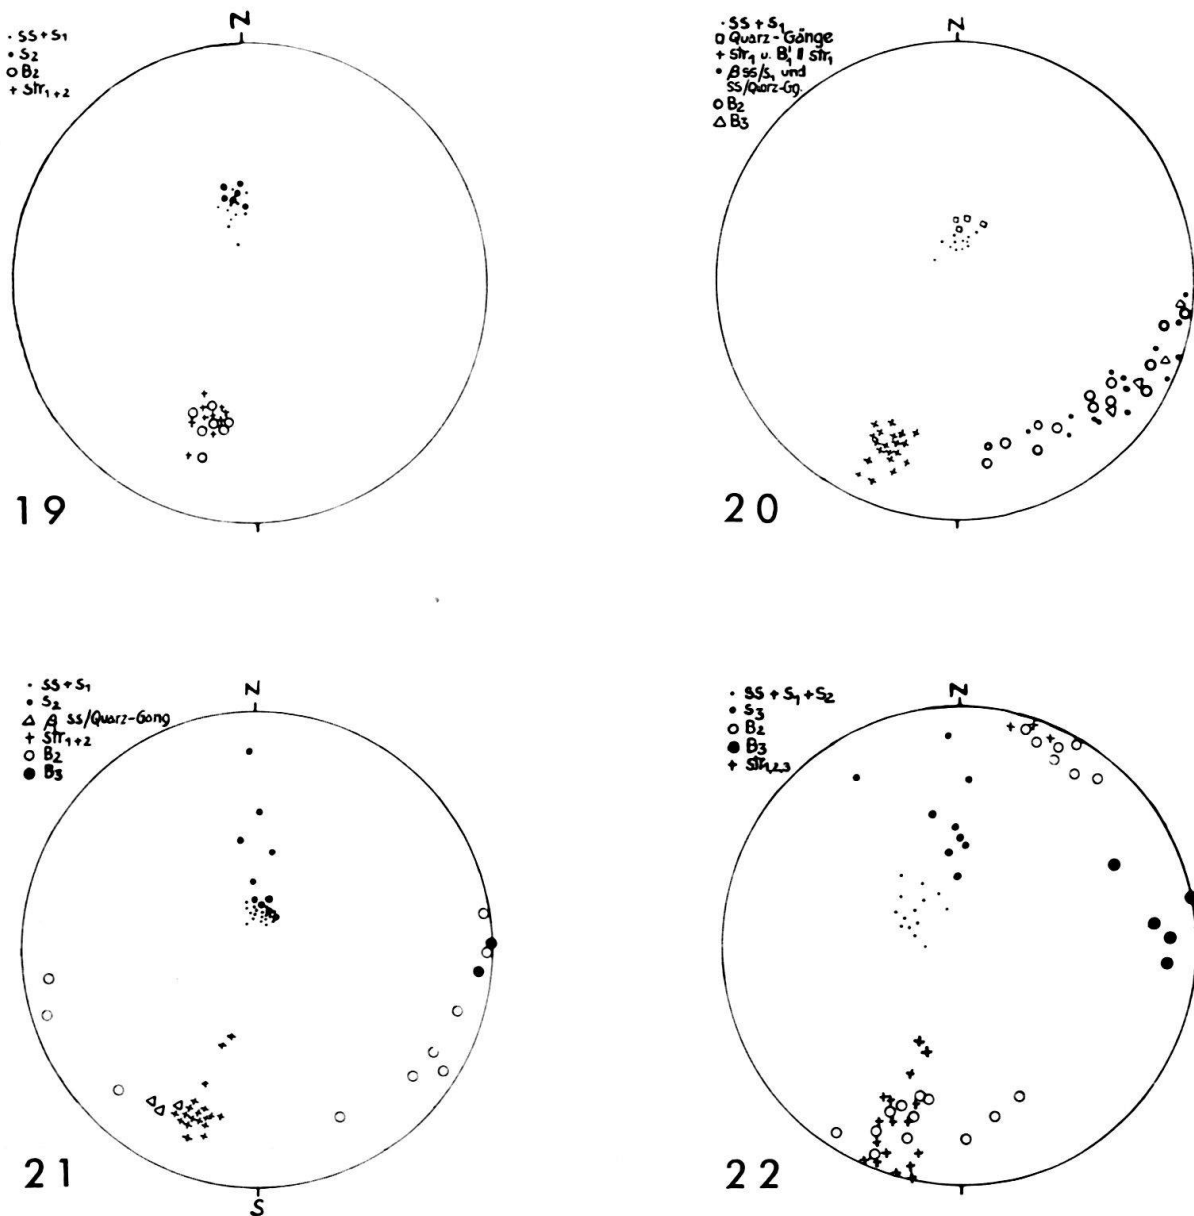 N
· SS + S1
• S2
○ B2
+ Str1+2
19
N
· SS + S1
□ Quarz-Gänge
+ Str1 u. B'1 ∥ Str1
• β SS/S1 und
SS/Quarz-Gg.
○ B2
△ B3
20
N
· SS + S1
• S2
△ β SS/Quarz-Gang
+ Str1+2
○ B2
● B3
21
S
N
· SS + S1 + S2
• S3
○ B2
● B3
+ Str1,2,3
22